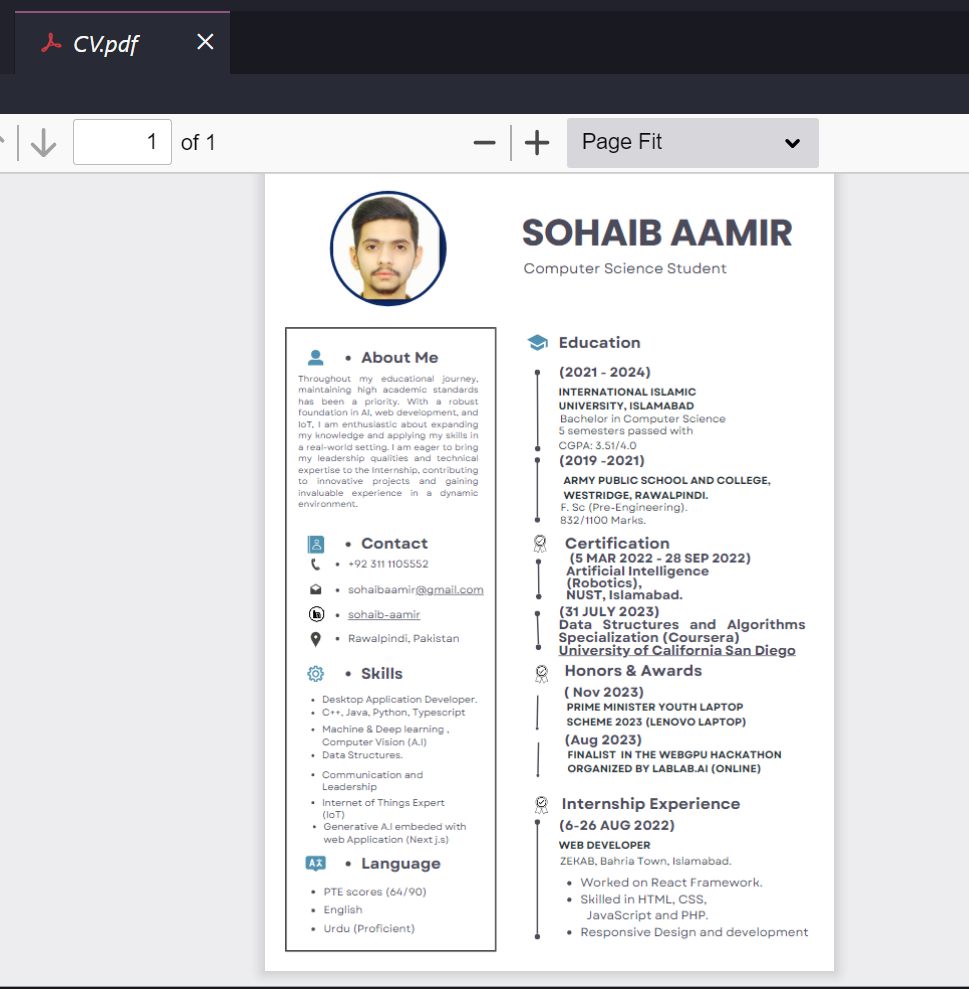 CV.pdf
1 of 1
Page Fit
SOHAIB AAMIR
Computer Science Student
• About Me
Throughout my educational journey,
maintaining high academic standards
has been a priority. With a robust
foundation in AI, web development, and
IoT, I am enthusiastic about expanding
my knowledge and applying my skills in
a real-world setting. I am eager to bring
my leadership qualities and technical
expertise to the Internship, contributing
to innovative projects and gaining
invaluable experience in a dynamic
environment.
• Contact
• +92 311 1105552
• sohaibaamir@gmail.com
• sohaib-aamir
• Rawalpindi, Pakistan
• Skills
• Desktop Application Developer.
• C++, Java, Python, Typescript
• Machine & Deep learning ,
Computer Vision (A.I)
• Data Structures.
• Communication and
Leadership
• Internet of Things Expert
(IoT)
• Generative A.I embeded with
web Application (Next j.s)
• Language
• PTE scores (64/90)
• English
• Urdu (Proficient)
Education
(2021 - 2024)
INTERNATIONAL ISLAMIC
UNIVERSITY, ISLAMABAD
Bachelor in Computer Science
5 semesters passed with
CGPA: 3.51/4.0
(2019 -2021)
ARMY PUBLIC SCHOOL AND COLLEGE,
WESTRIDGE, RAWALPINDI.
F. Sc (Pre-Engineering).
832/1100 Marks.
Certification
(5 MAR 2022 - 28 SEP 2022)
Artificial Intelligence
(Robotics),
NUST, Islamabad.
(31 JULY 2023)
Data Structures and Algorithms
Specialization (Coursera)
University of California San Diego
Honors & Awards
( Nov 2023)
PRIME MINISTER YOUTH LAPTOP
SCHEME 2023 (LENOVO LAPTOP)
(Aug 2023)
FINALIST IN THE WEBGPU HACKATHON
ORGANIZED BY LABLAB.AI (ONLINE)
Internship Experience
(6-26 AUG 2022)
WEB DEVELOPER
ZEKAB, Bahria Town, Islamabad.
• Worked on React Framework.
• Skilled in HTML, CSS,
JavaScript and PHP.
• Responsive Design and development